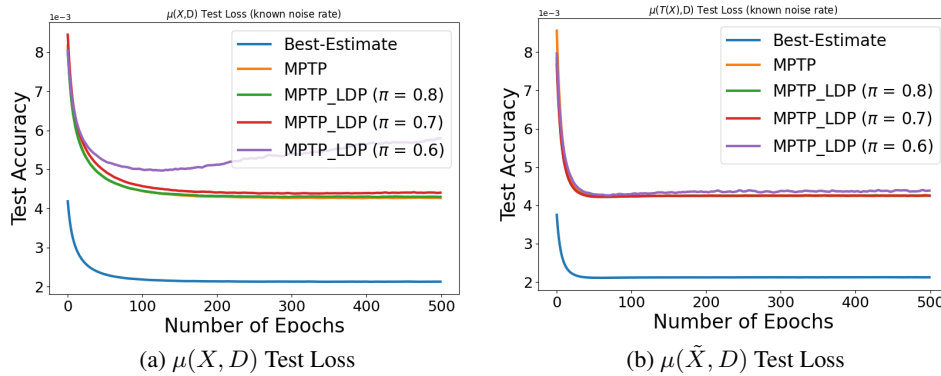 μ(X,D) Test Loss (known noise rate)
1e−3
8
7
6
5
4
3
2
Test Accuracy
Best-Estimate
MPTP
MPTP_LDP (π = 0.8)
MPTP_LDP (π = 0.7)
MPTP_LDP (π = 0.6)
0 100 200 300 400 500
Number of Epochs
(a) μ(X, D) Test Loss
μ(T(X),D) Test Loss (known noise rate)
1e−3
8
7
6
5
4
3
2
Test Accuracy
Best-Estimate
MPTP
MPTP_LDP (π = 0.8)
MPTP_LDP (π = 0.7)
MPTP_LDP (π = 0.6)
0 100 200 300 400 500
Number of Epochs
(b) μ(X̃, D) Test Loss